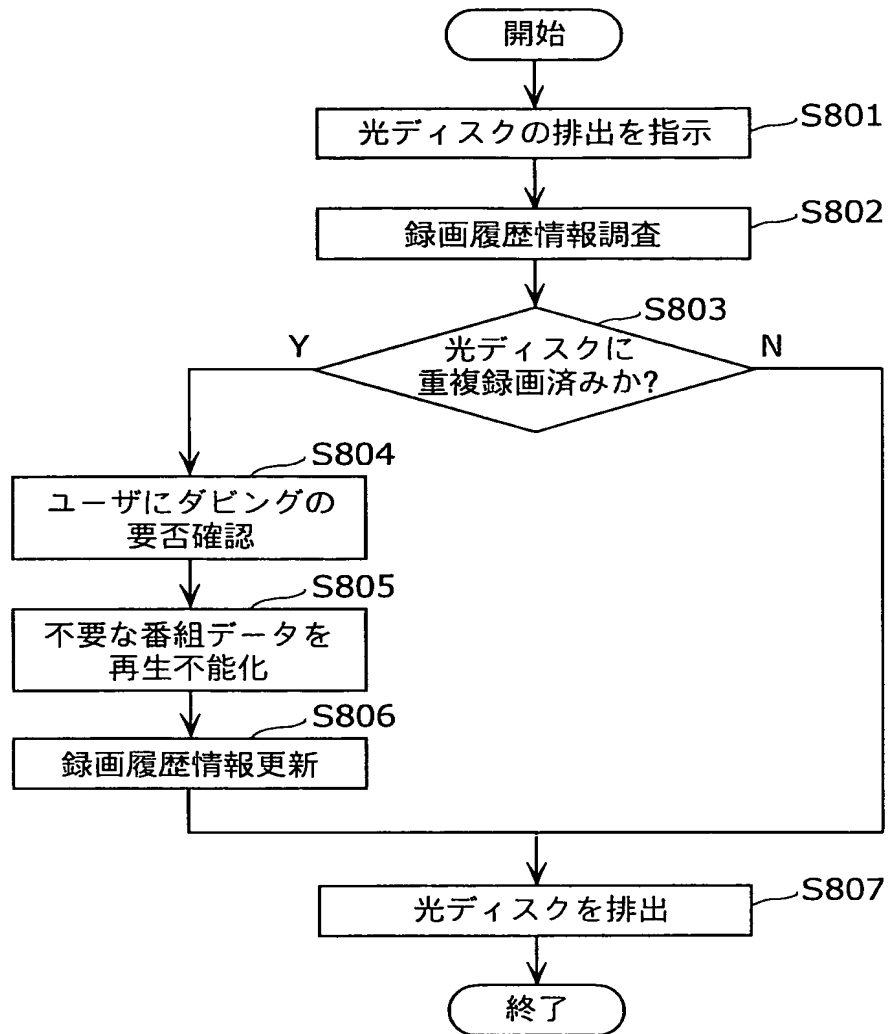 開始
S801
光ディスクの排出を指示
S802
録画履歴情報調査
S803
Y
光ディスクに
重複録画済みか?
N
S804
ユーザにダビングの
要否確認
S805
不要な番組データを
再生不能化
S806
録画履歴情報更新
S807
光ディスクを排出
終了